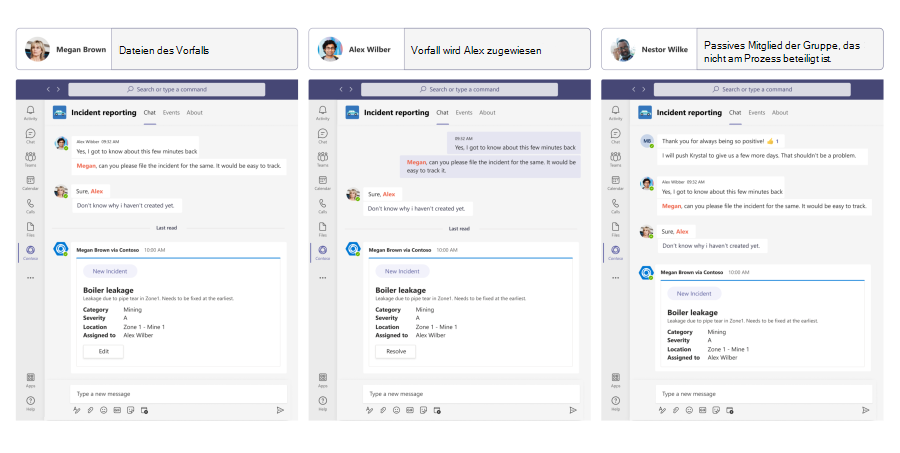 Megan Brown
Dateien des Vorfalls
Search or type a command
Activity
Chat
Teams
Calendar
Calls
Files
Contoso
Apps
Help
Incident reporting Chat Events About
Alex Wilber 09:32 AM
Yes, I got to know about this few minutes back
Megan, can you please file the incident for the same. It would be easy to track.
Sure, Alex
Don't know why i haven't created yet.
Last read
Megan Brown via Contoso 10:00 AM
New Incident
Boiler leakage
Leakage due to pipe tear in Zone1. Needs to be fixed at the earliest.
Category Mining
Severity A
Location Zone 1 - Mine 1
Assigned to Alex Wilber
Edit
Type a new message
Alex Wilber
Vorfall wird Alex zugewiesen
Search or type a command
Activity
Chat
Teams
Calendar
Calls
Files
Contoso
Apps
Help
Incident reporting Chat Events About
09:32 AM
Yes, I got to know about this few minutes back
Megan, can you please file the incident for the same. It would be
easy to track it.
Sure, Alex
Don't know why i haven't created yet.
Last read
Megan Brown via Contoso 10:00 AM
New Incident
Boiler leakage
Leakage due to pipe tear in Zone1. Needs to be fixed at the earliest.
Category Mining
Severity A
Location Zone 1 - Mine 1
Assigned to Alex Wilber
Resolve
Type a new message
Nestor Wilke
Passives Mitglied der Gruppe, das
nicht am Prozess beteiligt ist
Search or type a command
Activity
Chat
Teams
Calendar
Calls
Files
Contoso
Apps
Help
Incident reporting Chat Events About
MB
Thank you for always being so positive! 👍 1
I will push Krystal to give us a few more days. That shouldn't be a problem.
Alex Wilber 09:32 AM
Yes, I got to know about this few minutes back
Megan, can you please file the incident for the same. It would be easy to track.
Sure, Alex
Don't know why i haven't created yet.
Megan Brown via Contoso 10:00 AM
New Incident
Boiler leakage
Leakage due to pipe tear in Zone1. Needs to be fixed at the earliest.
Category Mining
Severity A
Location Zone 1 - Mine 1
Assigned to Alex Wilber
Type a new message